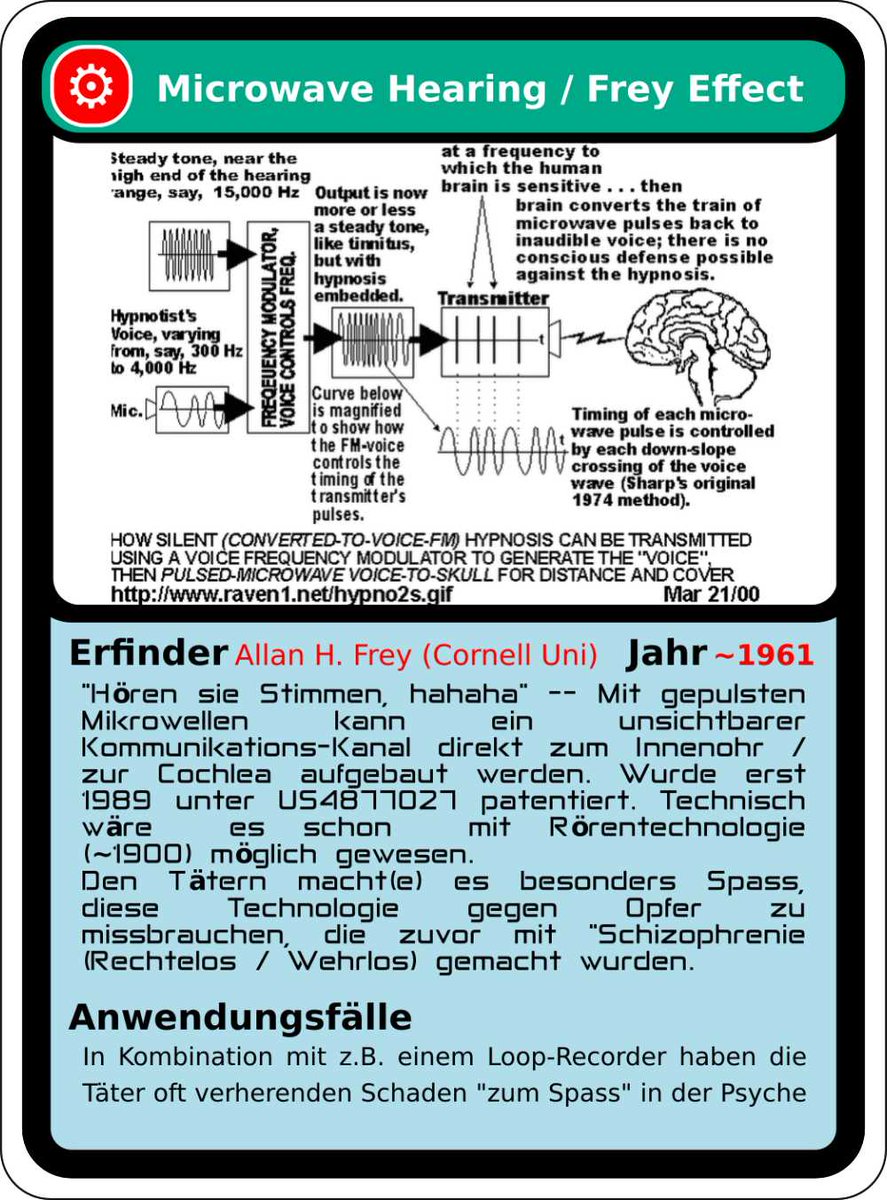 Microwave Hearing / Frey Effect
Steady tone, near the
high end of the hearing
range, say, 15,000 Hz
Output is now
more or less
a steady tone,
like tinnitus,
but with
hypnosis
embedded.
at a frequency to
which the human
brain is sensitive . . . then
brain converts the train of
microwave pulses back to
inaudible voice; there is no
conscious defense possible
against the hypnosis.
Transmitter
FREQEUENCY MODULATOR,
VOICE CONTROLS FREQ.
Hypnotist's
Voice, varying
from, say, 300 Hz
to 4,000 Hz
Mic.
t
Curve below
is magnified
to show how
the FM-voice
controls the
timing of the
transmitter's
pulses.
t
Timing of each micro-
wave pulse is controlled
by each down-slope
crossing of the voice
wave (Sharp's original
1974 method).
HOW SILENT (CONVERTED-TO-VOICE-FM) HYPNOSIS CAN BE TRANSMITTED
USING A VOICE FREQUENCY MODULATOR TO GENERATE THE "VOICE",
THEN PULSED-MICROWAVE VOICE-TO-SKULL FOR DISTANCE AND COVER
http://www.raven1.net/hypno2s.gif Mar 21/00
Erfinder Allan H. Frey (Cornell Uni) Jahr ~1961
"Hören sie Stimmen, hahaha" -- Mit gepulsten
Mikrowellen kann ein unsichtbarer
Kommunikations-Kanal direkt zum Innenohr /
zur Cochlea aufgebaut werden. Wurde erst
1989 unter US4877027 patentiert. Technisch
wäre es schon mit Rörentechnologie
(~1900) möglich gewesen.
Den Tätern macht(e) es besonders Spass,
diese Technologie gegen Opfer zu
missbrauchen, die zuvor mit "Schizophrenie
(Rechtelos / Wehrlos) gemacht wurden.
Anwendungsfälle
In Kombination mit z.B. einem Loop-Recorder haben die
Täter oft verherenden Schaden "zum Spass" in der Psyche